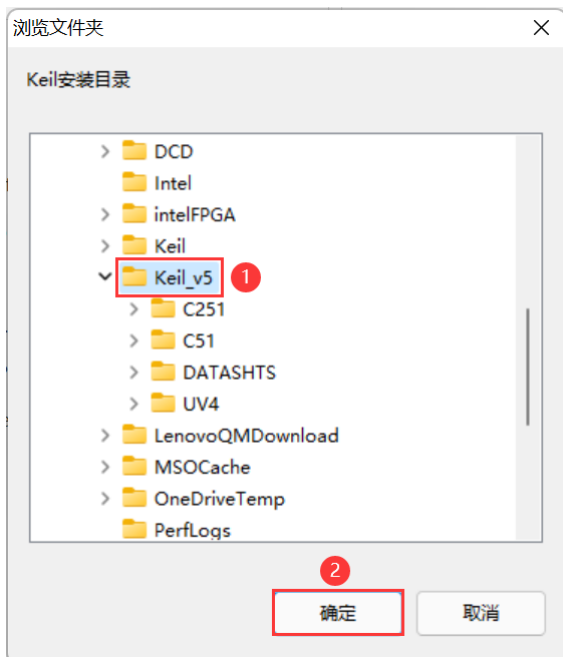 浏览文件夹
Keil安装目录
DCD
Intel
intelFPGA
Keil
Keil_v5 1
C251
C51
DATASHTS
UV4
LenovoQMDownload
MSOCache
OneDriveTemp
PerfLogs
2
确定 取消